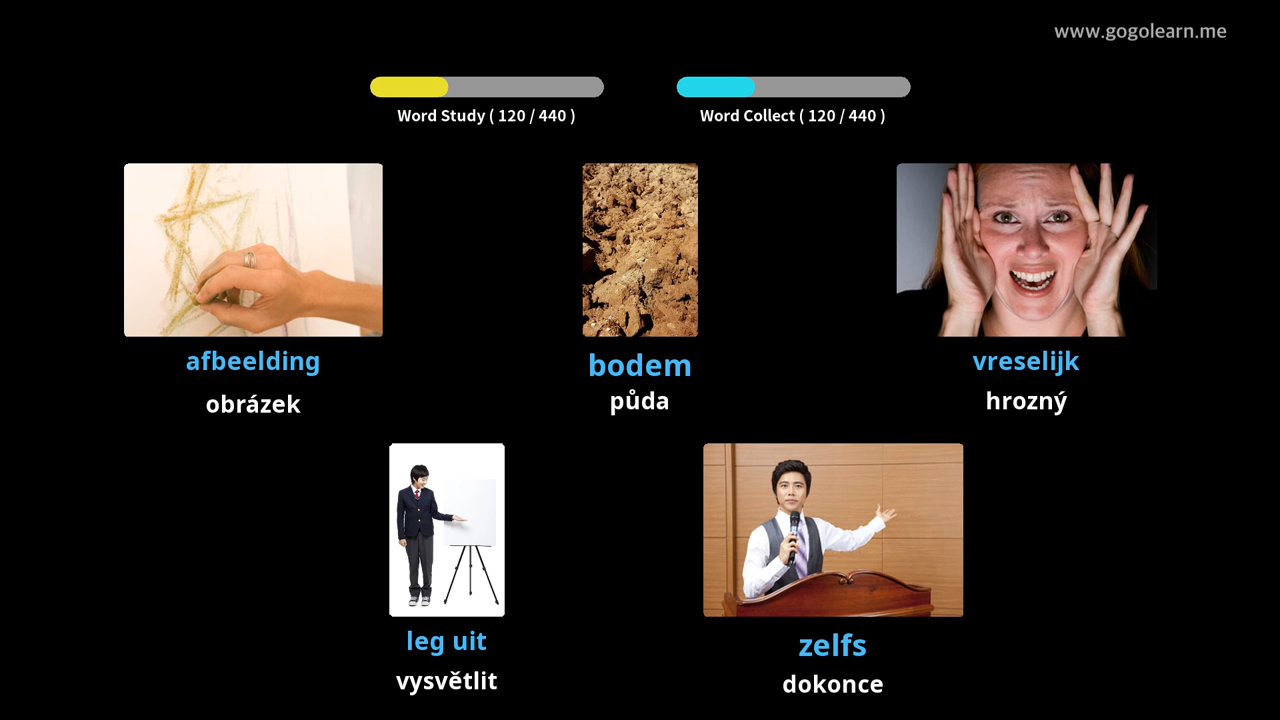 www.gogolearn.me
Word Study ( 120 / 440 )
Word Collect ( 120 / 440 )
afbeelding
obrázek
bodem
půda
vreselijk
hrozný
leg uit
vysvětlit
zelfs
dokonce